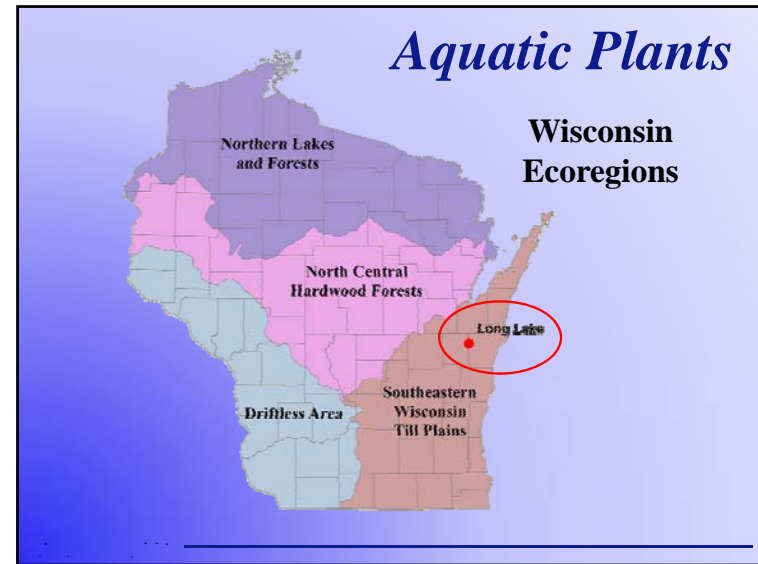 Aquatic Plants
Wisconsin
Ecoregions
Northern Lakes
and Forests
North Central
Hardwood Forests
Long Lake
Southeastern
Wisconsin
Till Plains
Driftless Area